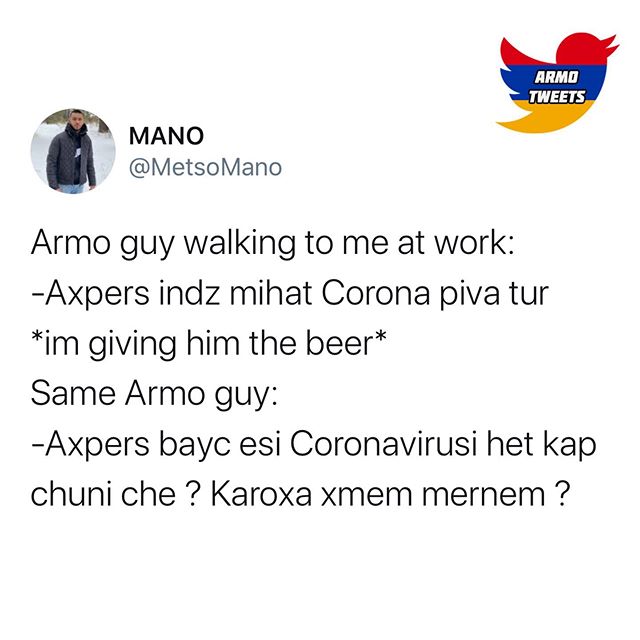 ARMO
TWEETS
MANO
@MetsoMano
Armo guy walking to me at work:
-Axpers indz mihat Corona piva tur
*im giving him the beer*
Same Armo guy:
-Axpers bayc esi Coronavirusi het kap
chuni che ? Karoxa xmem mernem ?